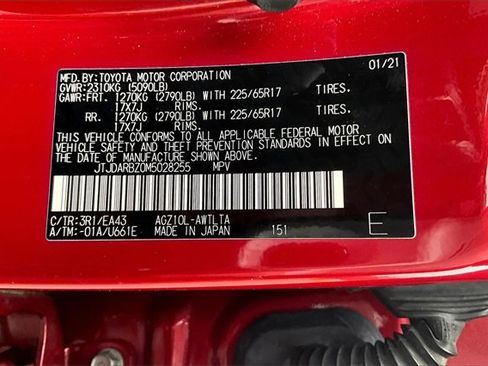 MFD.BY:TOYOTA MOTOR CORPORATION 01/21
GVWR:2310KG (5090LB)
GAWR:FRT. 1270KG (2790LB) WITH 225/65R17
17X7J RIMS.
RR. 1270KG (2790LB) WITH 225/65R17
17X7J RIMS.
THIS VEHICLE CONFORMS TO ALL APPLICABLE FEDERAL MOTOR
VEHICLE SAFETY AND THEFT PREVENTION STANDARDS IN EFFECT
ON THE DATE OF MANUFACTURE SHOWN ABOVE.
JTJDARBZ0M5028255 MPV
C/TR:3R1/EA43 AGZ10L-AWTLTA
A/TM:-01A/U661E MADE IN JAPAN 151 E